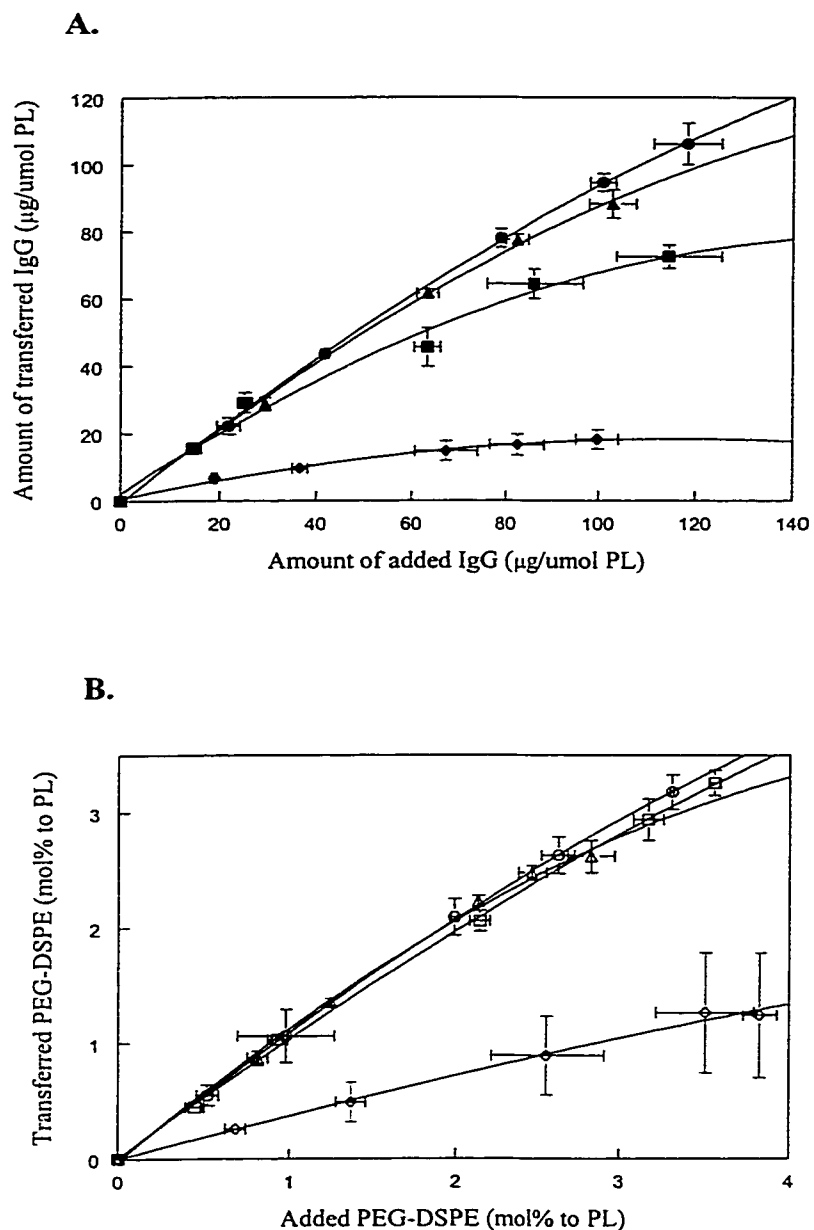 A.
Amount of transferred IgG (µg/umol PL)
120
100
80
60
40
20
0
0 20 40 60 80 100 120 140
Amount of added IgG (µg/umol PL)
B.
Transferred PEG-DSPE (mol% to PL)
3
2
1
0
0 1 2 3 4
Added PEG-DSPE (mol% to PL)